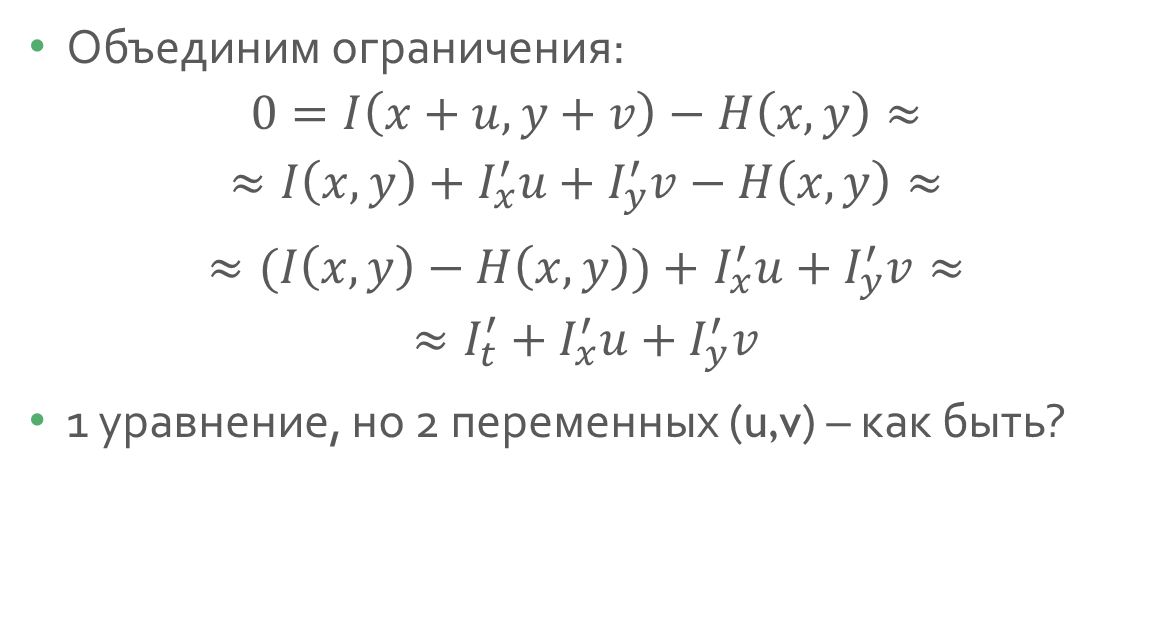 • Объединим ограничения:
0 = I(x + u, y + v) − H(x, y) ≈
≈ I(x, y) + I′ₓu + I′ᵧv − H(x, y) ≈
≈ (I(x, y) − H(x, y)) + I′ₓu + I′ᵧv ≈
≈ I′ₜ + I′ₓu + I′ᵧv
• 1 уравнение, но 2 переменных (u,v) – как быть?